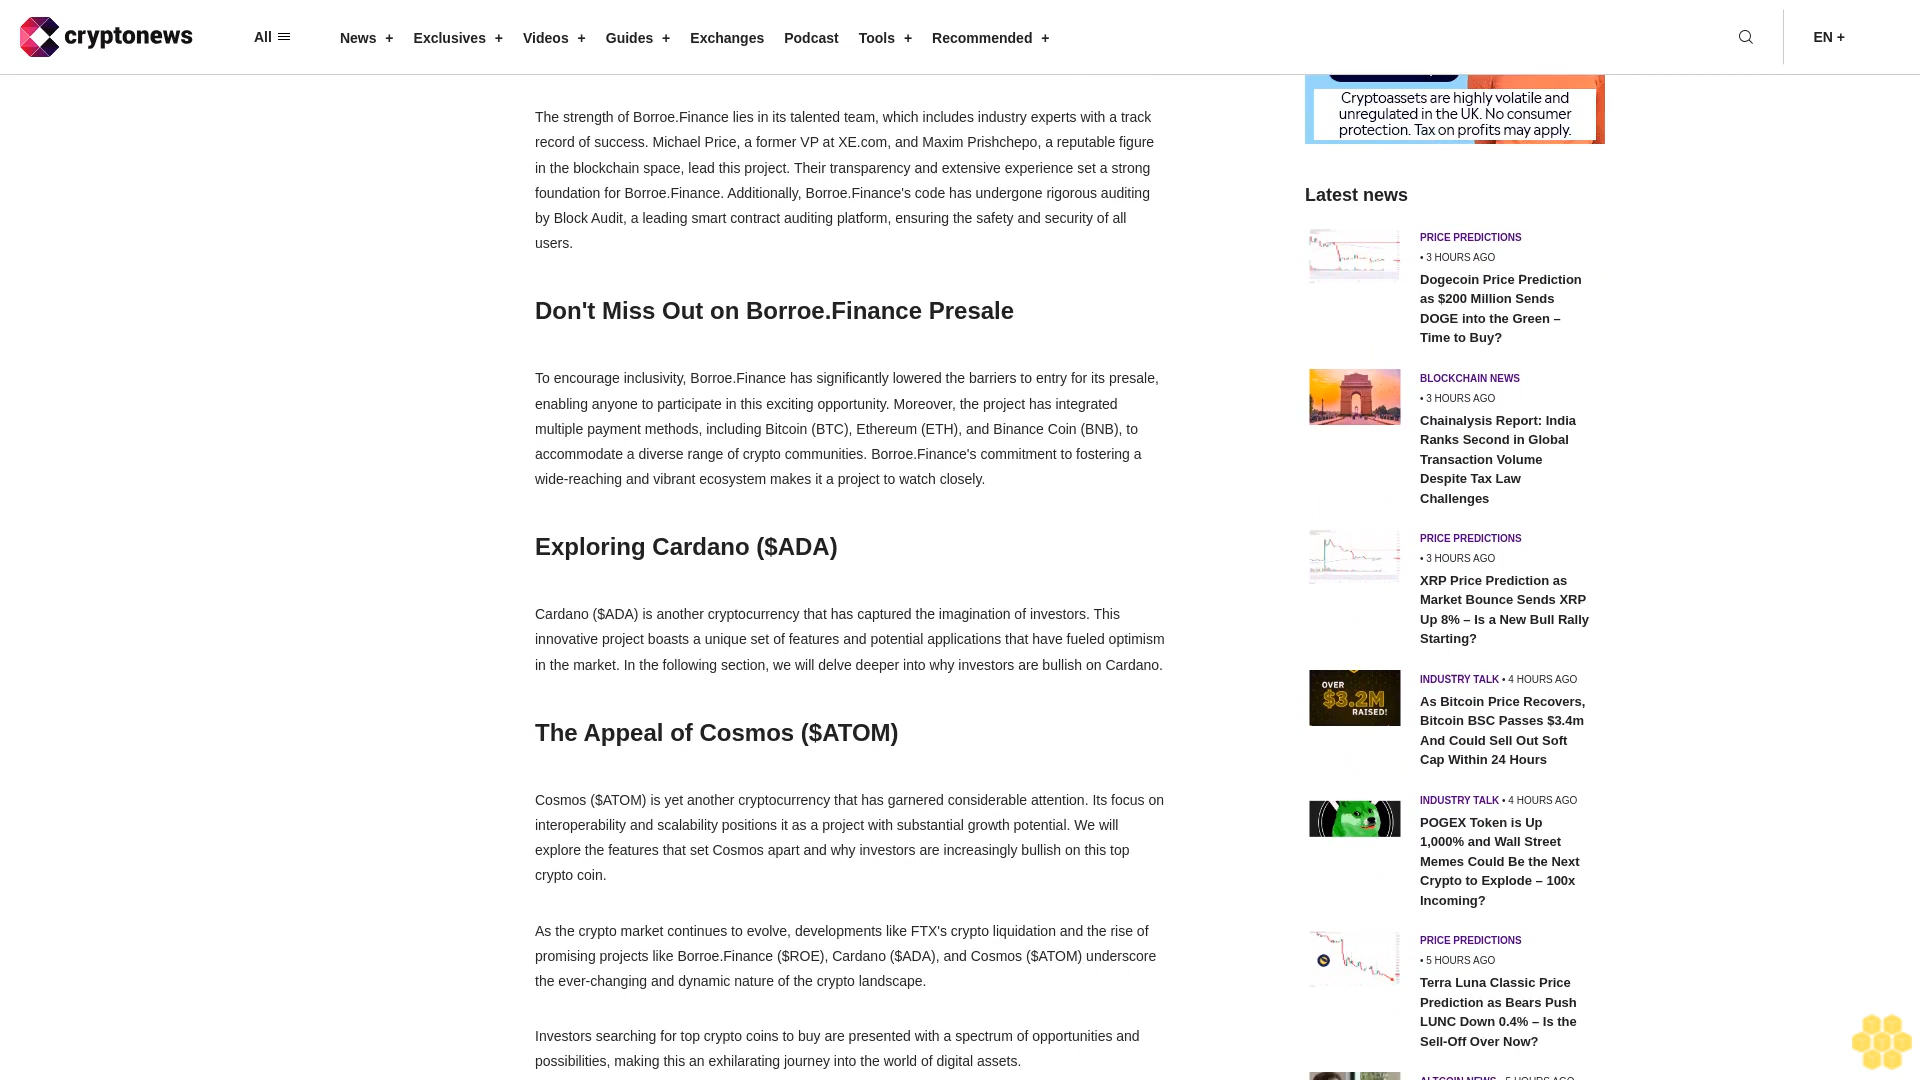 cryptonews
All
News +
Exclusives +
Videos +
Guides +
Exchanges
Podcast
Tools +
Recommended +
EN +
The strength of Borroe.Finance lies in its talented team, which includes industry experts with a track
record of success. Michael Price, a former VP at XE.com, and Maxim Prishchepo, a reputable figure
in the blockchain space, lead this project. Their transparency and extensive experience set a strong
foundation for Borroe.Finance. Additionally, Borroe.Finance's code has undergone rigorous auditing
by Block Audit, a leading smart contract auditing platform, ensuring the safety and security of all
users.
Don't Miss Out on Borroe.Finance Presale
To encourage inclusivity, Borroe.Finance has significantly lowered the barriers to entry for its presale,
enabling anyone to participate in this exciting opportunity. Moreover, the project has integrated
multiple payment methods, including Bitcoin (BTC), Ethereum (ETH), and Binance Coin (BNB), to
accommodate a diverse range of crypto communities. Borroe.Finance's commitment to fostering a
wide-reaching and vibrant ecosystem makes it a project to watch closely.
Exploring Cardano ($ADA)
Cardano ($ADA) is another cryptocurrency that has captured the imagination of investors. This
innovative project boasts a unique set of features and potential applications that have fueled optimism
in the market. In the following section, we will delve deeper into why investors are bullish on Cardano.
The Appeal of Cosmos ($ATOM)
Cosmos ($ATOM) is yet another cryptocurrency that has garnered considerable attention. Its focus on
interoperability and scalability positions it as a project with substantial growth potential. We will
explore the features that set Cosmos apart and why investors are increasingly bullish on this top
crypto coin.
As the crypto market continues to evolve, developments like FTX's crypto liquidation and the rise of
promising projects like Borroe.Finance ($ROE), Cardano ($ADA), and Cosmos ($ATOM) underscore
the ever-changing and dynamic nature of the crypto landscape.
Investors searching for top crypto coins to buy are presented with a spectrum of opportunities and
possibilities, making this an exhilarating journey into the world of digital assets.
Cryptoassets are highly volatile and
unregulated in the UK. No consumer
protection. Tax on profits may apply.
Latest news
PRICE PREDICTIONS
• 3 HOURS AGO
Dogecoin Price Prediction
as $200 Million Sends
DOGE into the Green –
Time to Buy?
BLOCKCHAIN NEWS
• 3 HOURS AGO
Chainalysis Report: India
Ranks Second in Global
Transaction Volume
Despite Tax Law
Challenges
PRICE PREDICTIONS
• 3 HOURS AGO
XRP Price Prediction as
Market Bounce Sends XRP
Up 8% – Is a New Bull Rally
Starting?
OVER
$3.2M
RAISED!
INDUSTRY TALK • 4 HOURS AGO
As Bitcoin Price Recovers,
Bitcoin BSC Passes $3.4m
And Could Sell Out Soft
Cap Within 24 Hours
INDUSTRY TALK • 4 HOURS AGO
POGEX Token is Up
1,000% and Wall Street
Memes Could Be the Next
Crypto to Explode – 100x
Incoming?
PRICE PREDICTIONS
• 5 HOURS AGO
Terra Luna Classic Price
Prediction as Bears Push
LUNC Down 0.4% – Is the
Sell-Off Over Now?
ALTCOIN NEWS • 5 HOURS AGO